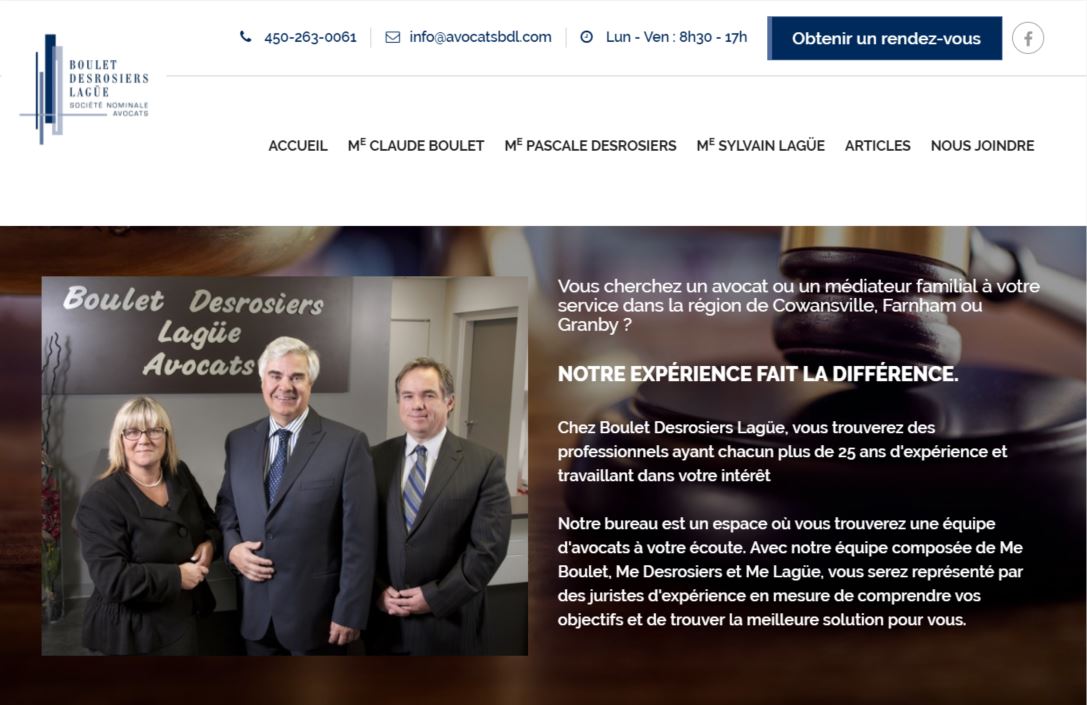 450-263-0061
info@avocatsbdl.com
Lun - Ven : 8h30 - 17h
Obtenir un rendez-vous
f
BOULET
DESROSIERS
LAGÜE
SOCIÉTÉ NOMINALE
AVOCATS
ACCUEIL
ME CLAUDE BOULET
ME PASCALE DESROSIERS
ME SYLVAIN LAGÜE
ARTICLES
NOUS JOINDRE
Boulet Desrosiers
Lagüe
Avocats
Vous cherchez un avocat ou un médiateur familial à votre
service dans la région de Cowansville, Farnham ou
Granby ?
NOTRE EXPÉRIENCE FAIT LA DIFFÉRENCE.
Chez Boulet Desrosiers Lagüe, vous trouverez des
professionnels ayant chacun plus de 25 ans d'expérience et
travaillant dans votre intérêt
Notre bureau est un espace où vous trouverez une équipe
d'avocats à votre écoute. Avec notre équipe composée de Me
Boulet, Me Desrosiers et Me Lagüe, vous serez représenté par
des juristes d'expérience en mesure de comprendre vos
objectifs et de trouver la meilleure solution pour vous.